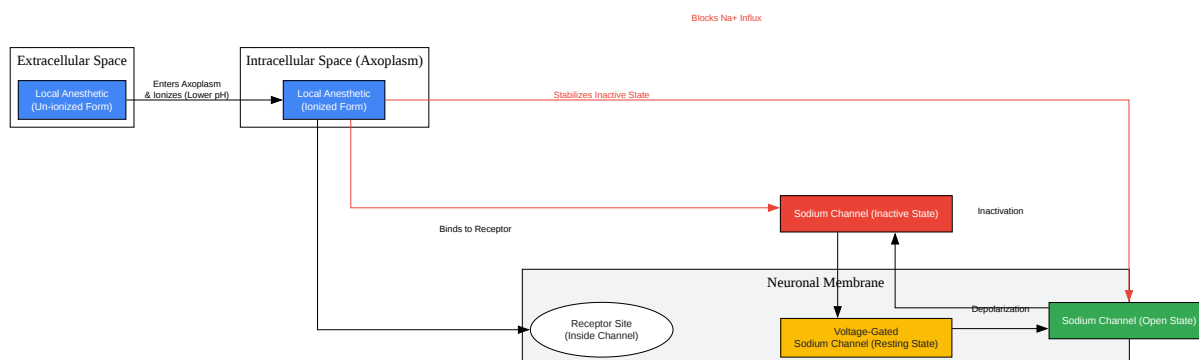 Blocks Na+ Influx
Extracellular Space
Intracellular Space (Axoplasm)
Local Anesthetic
(Un-ionized Form)
Enters Axoplasm
& Ionizes (Lower pH)
Local Anesthetic
(Ionized Form)
Stabilizes Inactive State
Sodium Channel (Inactive State)
Inactivation
Binds to Receptor
Neuronal Membrane
Receptor Site
(Inside Channel)
Voltage-Gated
Sodium Channel (Resting State)
Depolarization
Sodium Channel (Open State)